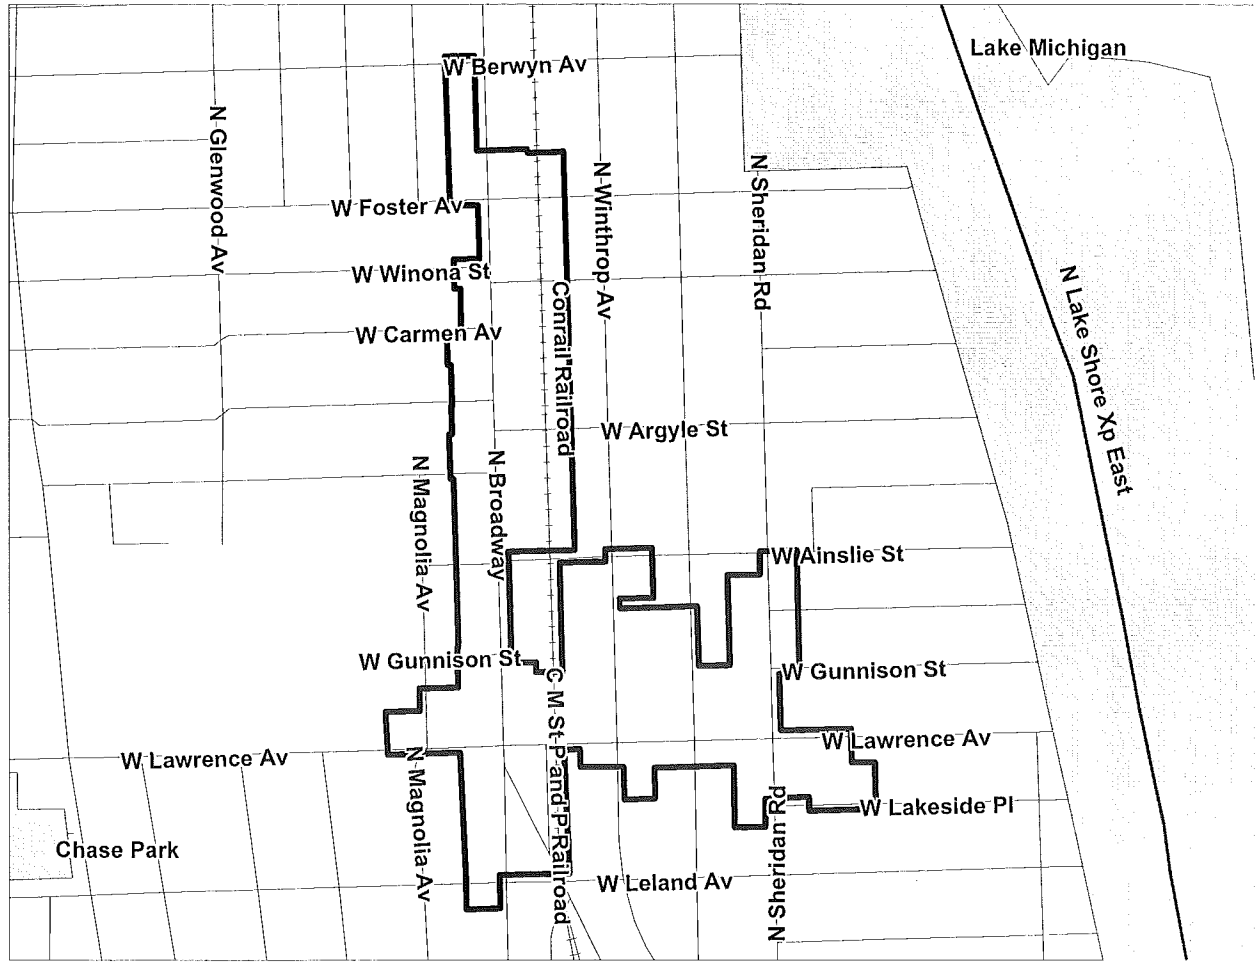 Lake Michigan
W Berwyn Av
N Glenwood Av
N Winthrop Av
N Sheridan Rd
W Foster Av
W Winona St
N Lake Shore Xp East
Conrail Railroad
W Carmen Av
W Argyle St
N Magnolia Av
N Broadway
W Ainslie St
W Gunnison St
W Gunnison St
C M St P and P Railroad
W Lawrence Av
W Lawrence Av
N Magnolia Av
N Sheridan Rd
W Lakeside Pl
Chase Park
W Leland Av